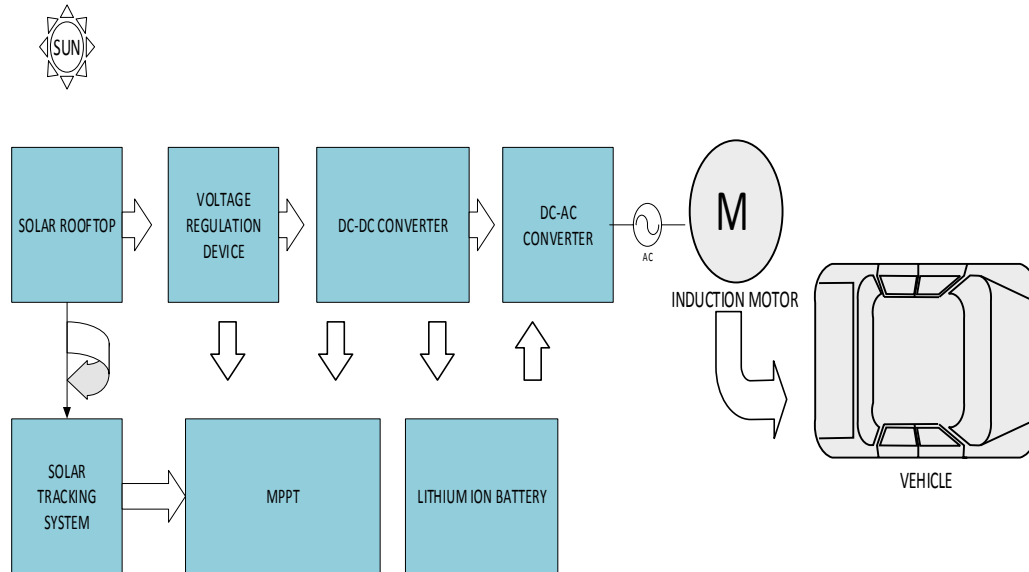 SUN
SOLAR ROOFTOP
VOLTAGE
REGULATION
DEVICE
DC-DC CONVERTER
DC-AC
CONVERTER
AC
M
INDUCTION MOTOR
SOLAR
TRACKING
SYSTEM
MPPT
LITHIUM ION BATTERY
VEHICLE